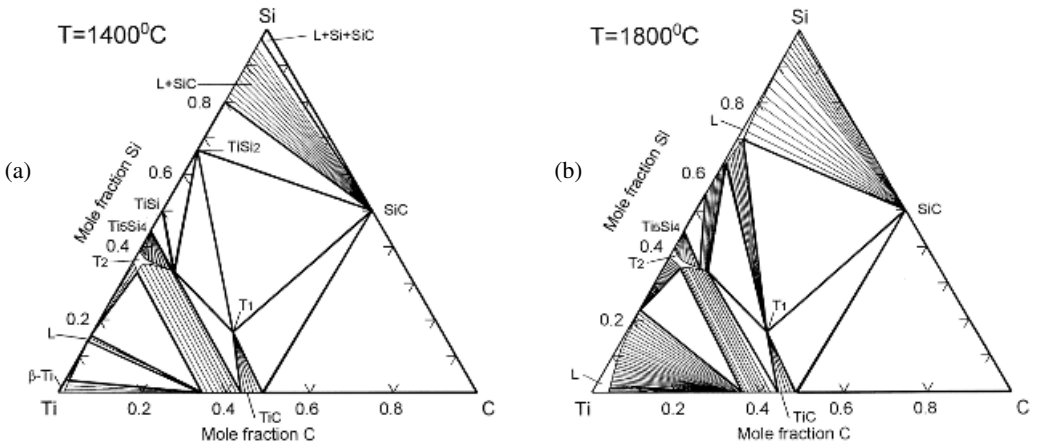 (a)
T=1400⁰C
Si
L+Si+SiC
L+SiC
0.8
TiSi2
Mole fraction Si
0.6
TiSi
Ti5Si4
0.4
T2
SiC
T1
0.2
L
β-Ti
Ti
0.2
0.4
0.6
0.8
C
TiC
Mole fraction C
(b)
T=1800⁰C
Si
0.8
L
Mole fraction Si
0.6
SiC
Ti5Si4
0.4
T2
T1
0.2
L
Ti
0.2
0.4
0.6
0.8
C
TiC
Mole fraction C